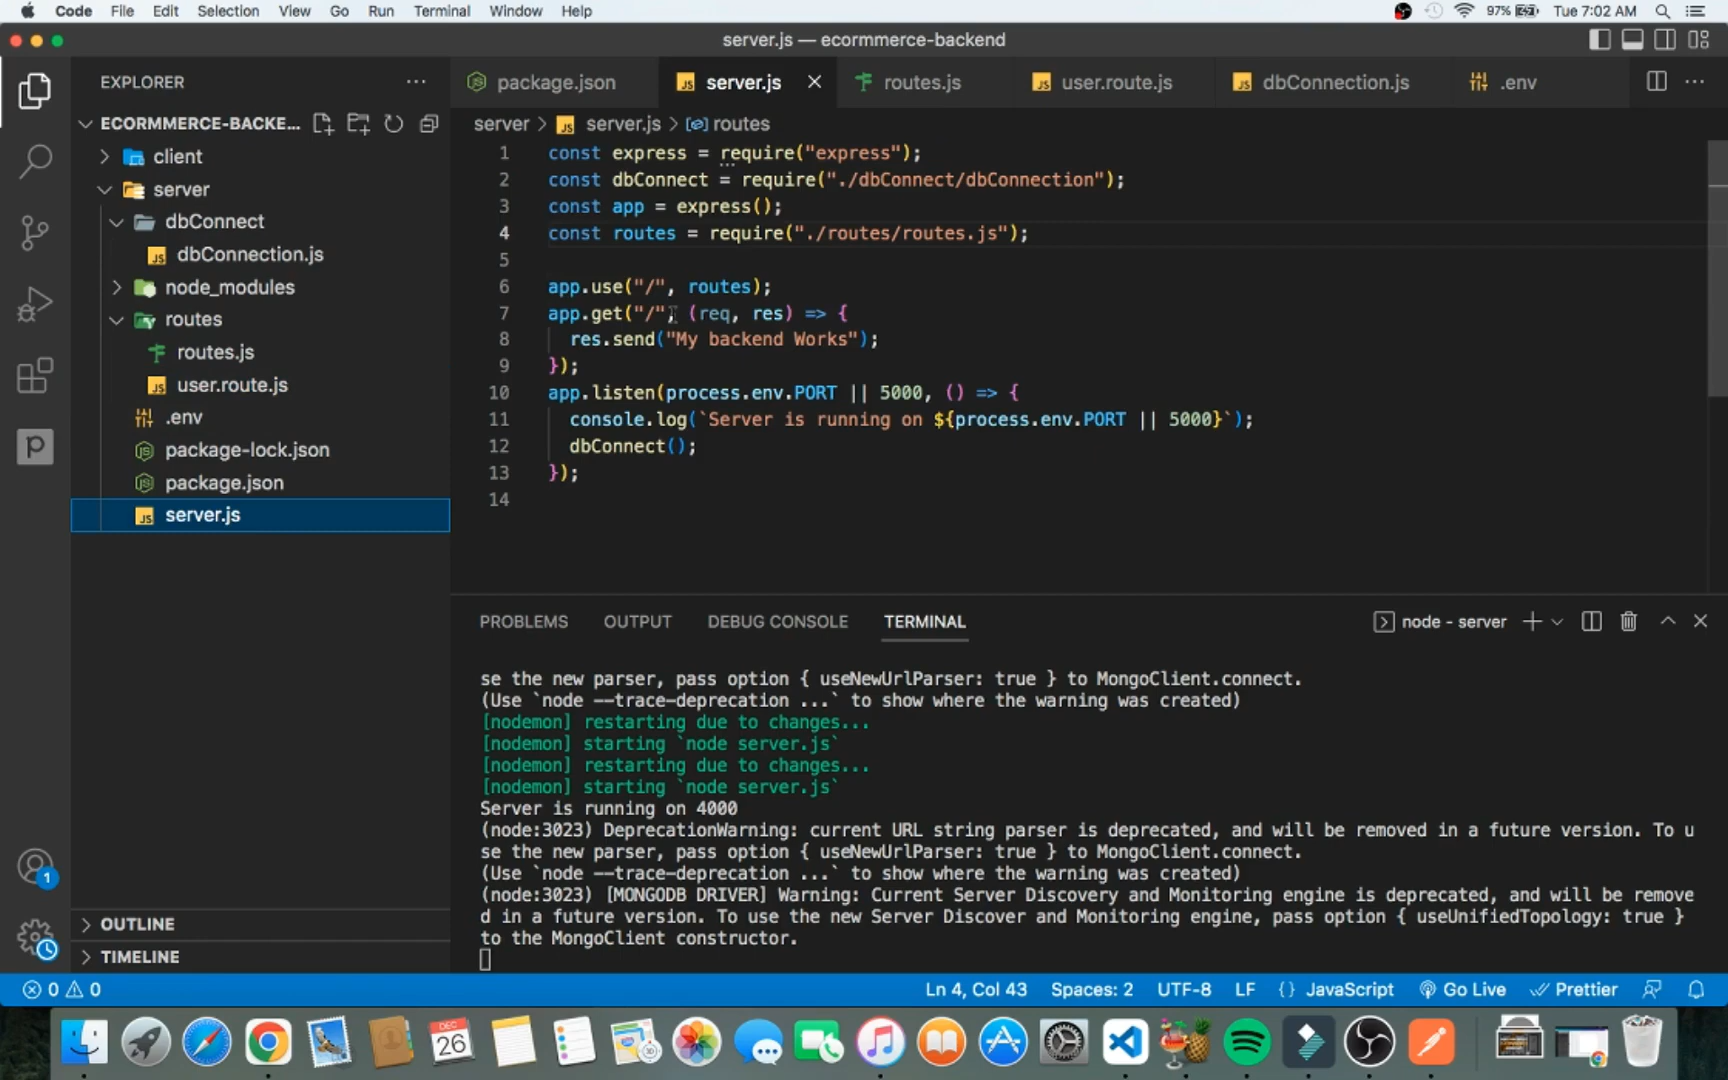 Code File Edit Selection View Go Run Terminal Window Help 97% Tue 7:02 AM
server.js — ecormmerce-backend
EXPLORER
package.json server.js routes.js user.route.js dbConnection.js .env
ECORMMERCE-BACKE...
server > server.js > routes
client
server
dbConnect
dbConnection.js
node_modules
routes
routes.js
user.route.js
.env
package-lock.json
package.json
server.js
OUTLINE
TIMELINE
1 const express = require("express");
2 const dbConnect = require("./dbConnect/dbConnection");
3 const app = express();
4 const routes = require("./routes/routes.js");
5
6 app.use("/", routes);
7 app.get("/", (req, res) => {
8 res.send("My backend Works");
9 });
10 app.listen(process.env.PORT || 5000, () => {
11 console.log(`Server is running on ${process.env.PORT || 5000}`);
12 dbConnect();
13 });
14
PROBLEMS OUTPUT DEBUG CONSOLE TERMINAL node - server
se the new parser, pass option { useNewUrlParser: true } to MongoClient.connect.
(Use `node --trace-deprecation ...` to show where the warning was created)
[nodemon] restarting due to changes...
[nodemon] starting `node server.js`
[nodemon] restarting due to changes...
[nodemon] starting `node server.js`
Server is running on 4000
(node:3023) DeprecationWarning: current URL string parser is deprecated, and will be removed in a future version. To u
se the new parser, pass option { useNewUrlParser: true } to MongoClient.connect.
(Use `node --trace-deprecation ...` to show where the warning was created)
(node:3023) [MONGODB DRIVER] Warning: Current Server Discovery and Monitoring engine is deprecated, and will be remove
d in a future version. To use the new Server Discover and Monitoring engine, pass option { useUnifiedTopology: true }
to the MongoClient constructor.
1
0 0 Ln 4, Col 43 Spaces: 2 UTF-8 LF {} JavaScript Go Live Prettier
DEC
26